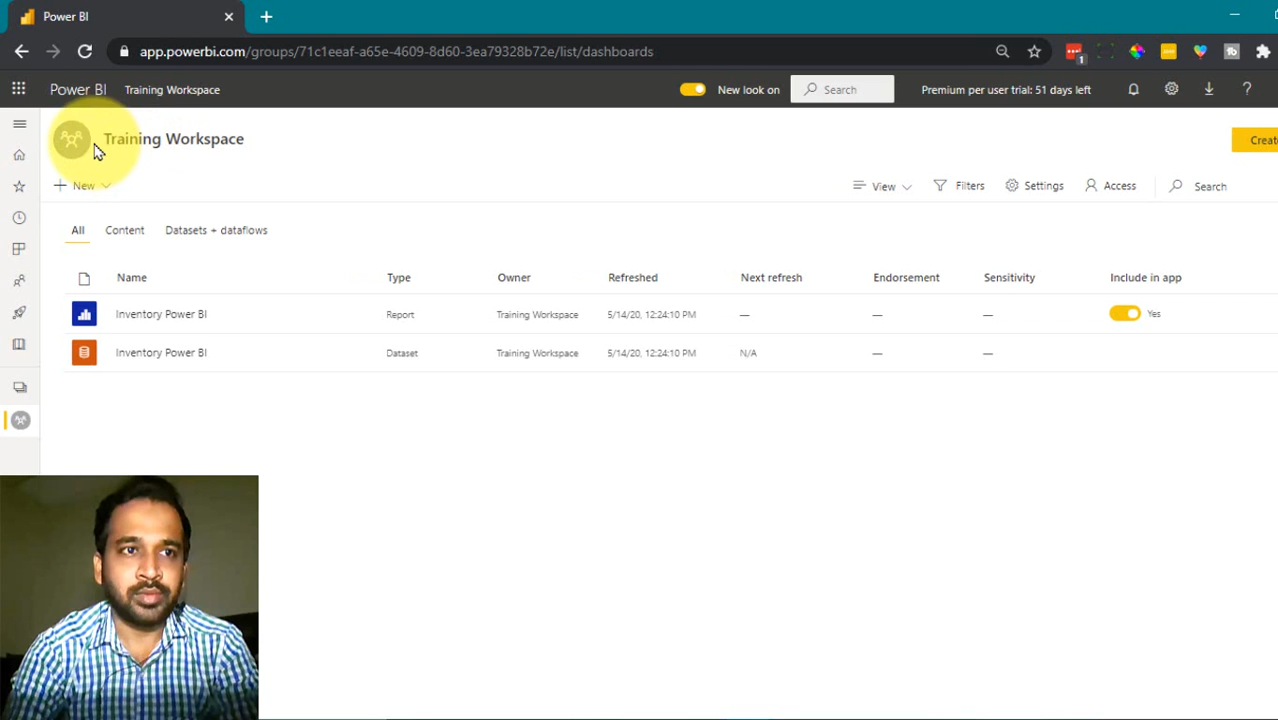 Power BI
app.powerbi.com/groups/71c1eeaf-a65e-4609-8d60-3ea79328b72e/list/dashboards
1
Power BI Training Workspace New look on Search Premium per user trial: 51 days left
Training Workspace
Create
New View Filters Settings Access Search
All Content Datasets + dataflows
Name Type Owner Refreshed Next refresh Endorsement Sensitivity Include in app
Inventory Power BI Report Training Workspace 5/14/20, 12:24:10 PM — — — Yes
Inventory Power BI Dataset Training Workspace 5/14/20, 12:24:10 PM N/A — —